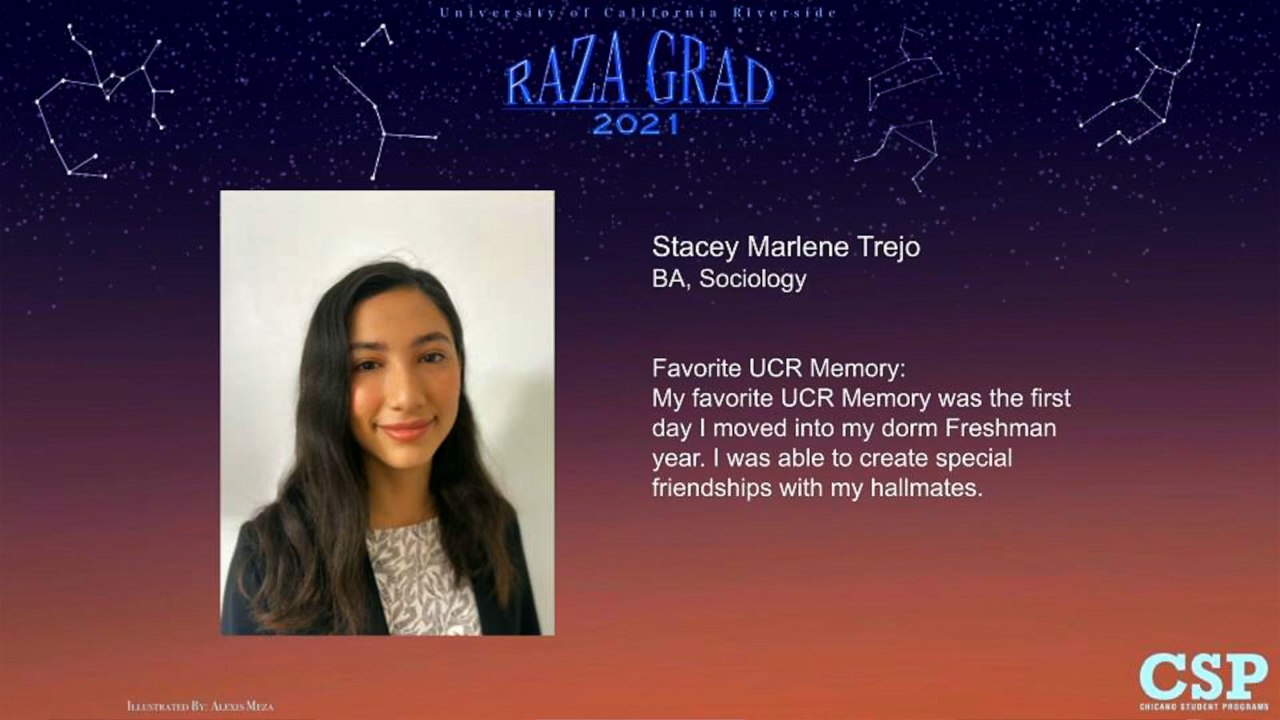 University of California Riverside
RAZA GRAD
2021
Stacey Marlene Trejo
BA, Sociology
Favorite UCR Memory:
My favorite UCR Memory was the first
day I moved into my dorm Freshman
year. I was able to create special
friendships with my hallmates.
CSP
CHICANO STUDENT PROGRAMS
Illustrated By: Alexis Meza